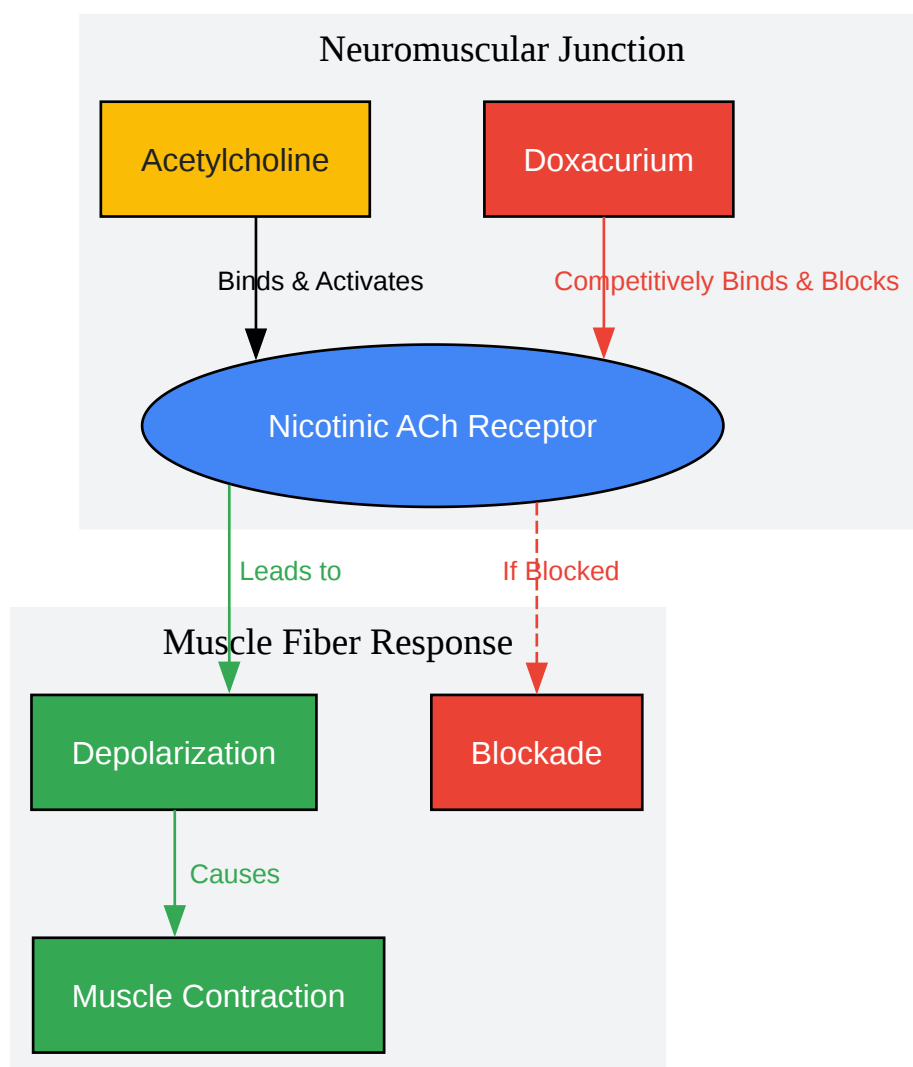 Neuromuscular Junction
Acetylcholine
Doxacurium
Binds & Activates
Competitively Binds & Blocks
Nicotinic ACh Receptor
Leads to
If Blocked
Muscle Fiber Response
Depolarization
Blockade
Causes
Muscle Contraction